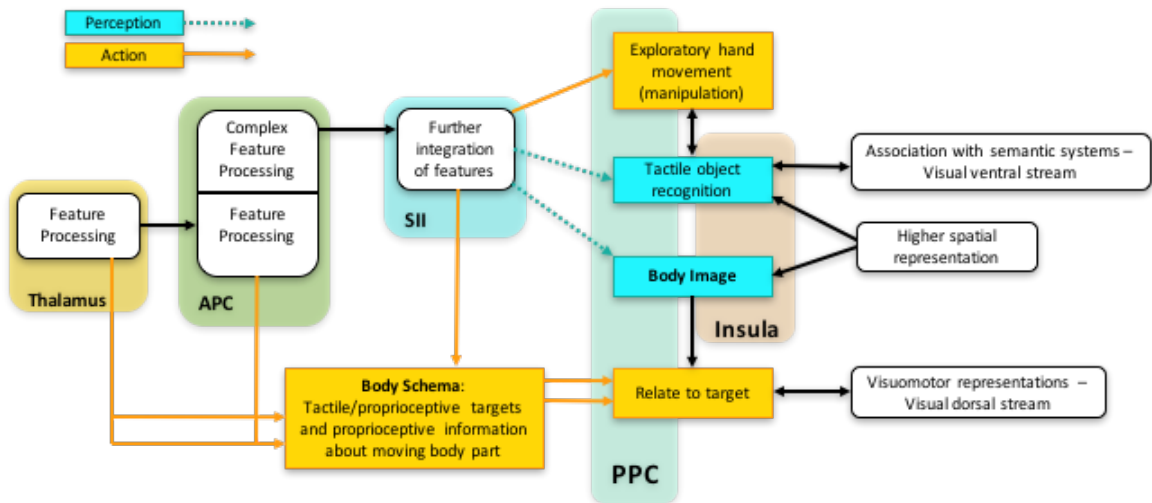 Perception
Action
Exploratory hand
movement
(manipulation)
Complex
Feature
Processing
Further
integration
of features
Association with semantic systems –
Visual ventral stream
Tactile object
recognition
Feature
Processing
Feature
Processing
SII
Higher spatial
representation
Body Image
Thalamus
APC
Insula
Body Schema:
Tactile/proprioceptive targets
and proprioceptive information
about moving body part
Relate to target
Visuomotor representations –
Visual dorsal stream
PPC